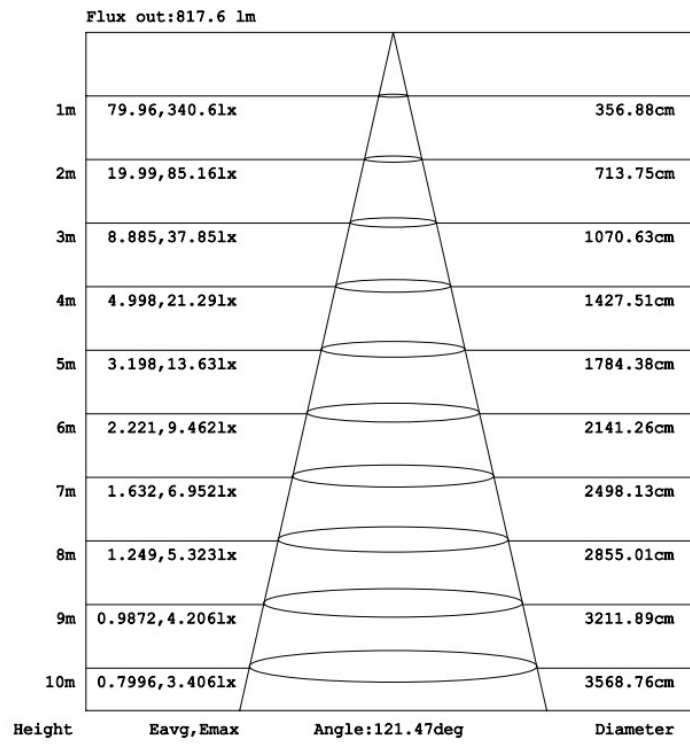 Flux out:817.6 lm
1m 79.96,340.6lx 356.88cm
2m 19.99,85.16lx 713.75cm
3m 8.885,37.85lx 1070.63cm
4m 4.998,21.29lx 1427.51cm
5m 3.198,13.63lx 1784.38cm
6m 2.221,9.462lx 2141.26cm
7m 1.632,6.952lx 2498.13cm
8m 1.249,5.323lx 2855.01cm
9m 0.9872,4.206lx 3211.89cm
10m 0.7996,3.406lx 3568.76cm
Height Eavg,Emax Angle:121.47deg Diameter